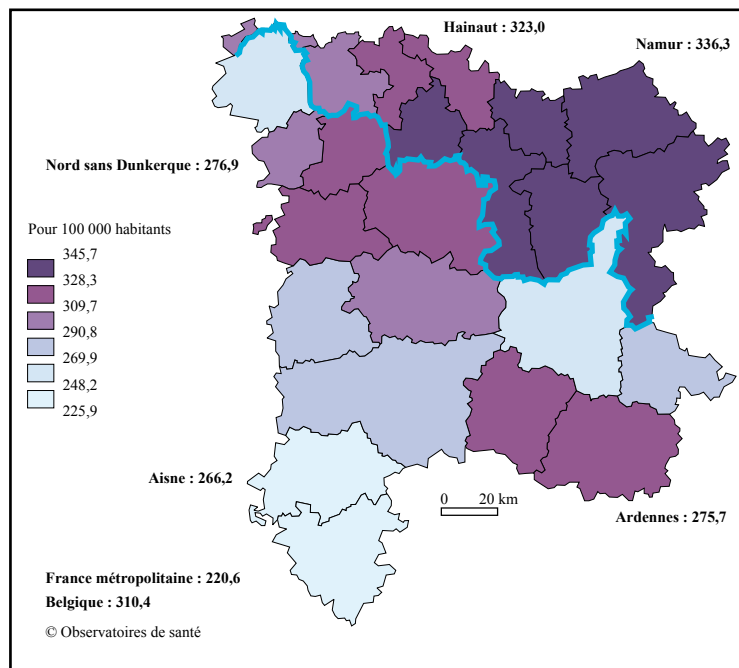 Hainaut : 323,0
Namur : 336,3
Nord sans Dunkerque : 276,9
Pour 100 000 habitants
345,7
328,3
309,7
290,8
269,9
248,2
225,9
Aisne : 266,2
0 20 km
Ardennes : 275,7
France métropolitaine : 220,6
Belgique : 310,4
© Observatoires de santé